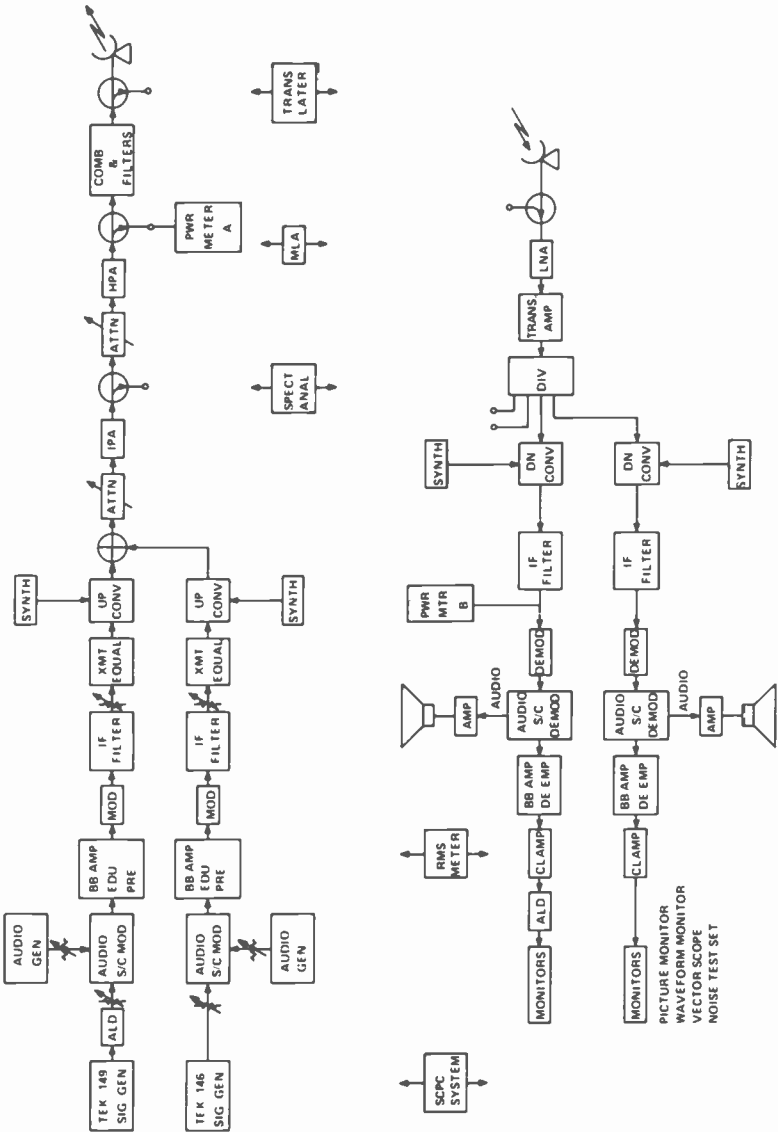 TEK 149
SIG GEN
ALD
AUDIO
GEN
AUDIO
S/C MOD
BB AMP
EDU
PRE
MOD
IF
FILTER
XMT
EQUAL
SYNTH
UP
CONV
ATTN
IPA
ATTN
HPA
PWR
METER
A
COMB
&
FILTERS
TEK 146
SIG GEN
AUDIO
S/C MOD
AUDIO
GEN
BB AMP
EDU
PRE
MOD
IF
FILTER
XMT
EQUAL
UP
CONV
SYNTH
SCPC
SYSTEM
RMS
METER
SPECT
ANAL
MLA
TRANS
LATER
MONITORS
ALD
CLAMP
BB AMP
DE EMP
AUDIO
S/C
DEMOD
AUDIO
AMP
DEMOD
PWR
MTR
B
IF
FILTER
SYNTH
DN
CONV
DIV
TRANS
AMP
LNA
MONITORS
CLAMP
BB AMP
DE EMP
AUDIO
S/C
DEMOD
AUDIO
AMP
DEMOD
IF
FILTER
DN
CONV
SYNTH
PICTURE MONITOR
WAVEFORM MONITOR
VECTOR SCOPE
NOISE TEST SET